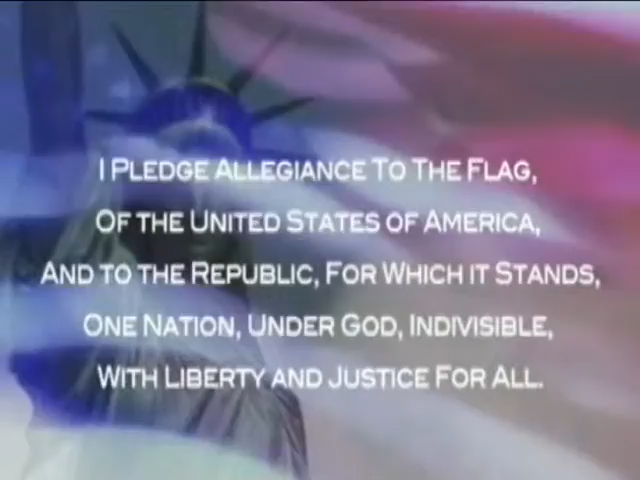 I PLEDGE ALLEGIANCE TO THE FLAG,
OF THE UNITED STATES OF AMERICA,
AND TO THE REPUBLIC, FOR WHICH IT STANDS,
ONE NATION, UNDER GOD, INDIVISIBLE,
WITH LIBERTY AND JUSTICE FOR ALL.